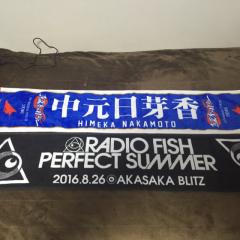 中元日芽香
HIMEKA NAKAMOTO
RADIO FISH
PERFECT SUMMER
2016.8.26 @ AKASAKA BLITZ